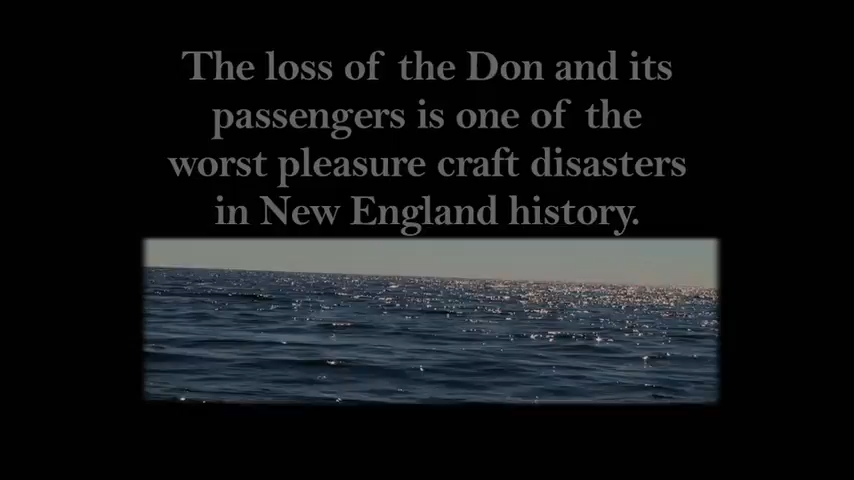 The loss of the Don and its
passengers is one of the
worst pleasure craft disasters
in New England history.